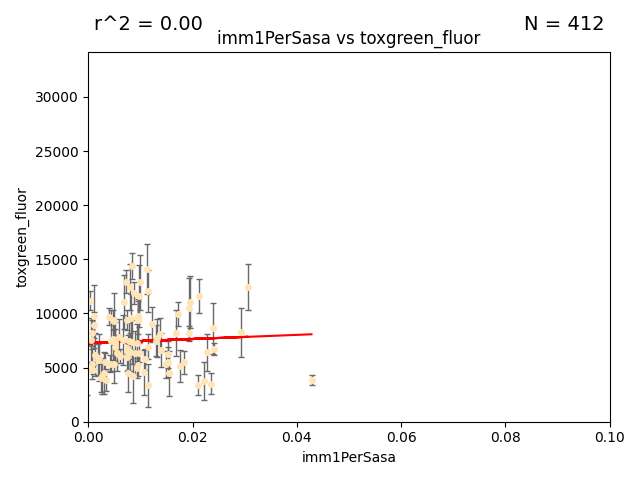 r^2 = 0.00
N = 412
imm1PerSasa vs toxgreen_fluor
30000
25000
20000
15000
10000
5000
0
toxgreen_fluor
0.00 0.02 0.04 0.06 0.08 0.10
imm1PerSasa